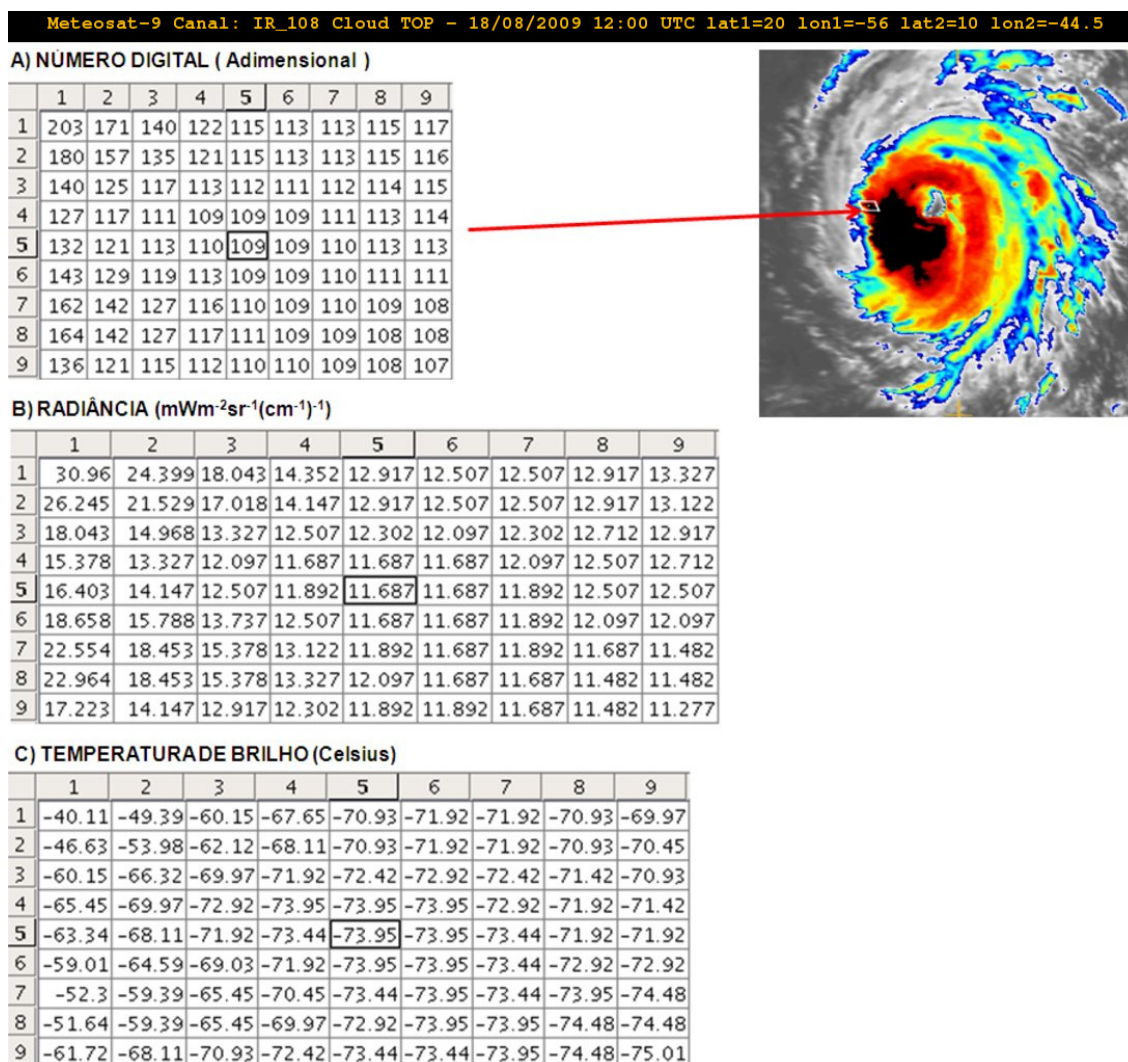 Meteosat-9 Canal: IR_108 Cloud TOP - 18/08/2009 12:00 UTC lat1=20 lon1=-56 lat2=10 lon2=-44.5
A) NÚMERO DIGITAL ( Adimensional )
1 2 3 4 5 6 7 8 9
1 203 171 140 122 115 113 113 115 117
2 180 157 135 121 115 113 113 115 116
3 140 125 117 113 112 111 112 114 115
4 127 117 111 109 109 109 111 113 114
5 132 121 113 110 109 109 110 113 113
6 143 129 119 113 109 109 110 111 111
7 162 142 127 116 110 109 110 109 108
8 164 142 127 117 111 109 109 108 108
9 136 121 115 112 110 110 109 108 107
B) RADIÂNCIA (mWm-2sr-1(cm-1)-1)
1 2 3 4 5 6 7 8 9
1 30.96 24.399 18.043 14.352 12.917 12.507 12.507 12.917 13.327
2 26.245 21.529 17.018 14.147 12.917 12.507 12.507 12.917 13.122
3 18.043 14.968 13.327 12.507 12.302 12.097 12.302 12.712 12.917
4 15.378 13.327 12.097 11.687 11.687 11.687 12.097 12.507 12.712
5 16.403 14.147 12.507 11.892 11.687 11.687 11.892 12.507 12.507
6 18.658 15.788 13.737 12.507 11.687 11.687 11.892 12.097 12.097
7 22.554 18.453 15.378 13.122 11.892 11.687 11.892 11.687 11.482
8 22.964 18.453 15.378 13.327 12.097 11.687 11.687 11.482 11.482
9 17.223 14.147 12.917 12.302 11.892 11.892 11.687 11.482 11.277
C) TEMPERATURA DE BRILHO (Celsius)
1 2 3 4 5 6 7 8 9
1 -40.11 -49.39 -60.15 -67.65 -70.93 -71.92 -71.92 -70.93 -69.97
2 -46.63 -53.98 -62.12 -68.11 -70.93 -71.92 -71.92 -70.93 -70.45
3 -60.15 -66.32 -69.97 -71.92 -72.42 -72.92 -72.42 -71.42 -70.93
4 -65.45 -69.97 -72.92 -73.95 -73.95 -73.95 -72.92 -71.92 -71.42
5 -63.34 -68.11 -71.92 -73.44 -73.95 -73.95 -73.44 -71.92 -71.92
6 -59.01 -64.59 -69.03 -71.92 -73.95 -73.95 -73.44 -72.92 -72.92
7 -52.3 -59.39 -65.45 -70.45 -73.44 -73.95 -73.44 -73.95 -74.48
8 -51.64 -59.39 -65.45 -69.97 -72.92 -73.95 -73.95 -74.48 -74.48
9 -61.72 -68.11 -70.93 -72.42 -73.44 -73.44 -73.95 -74.48 -75.01